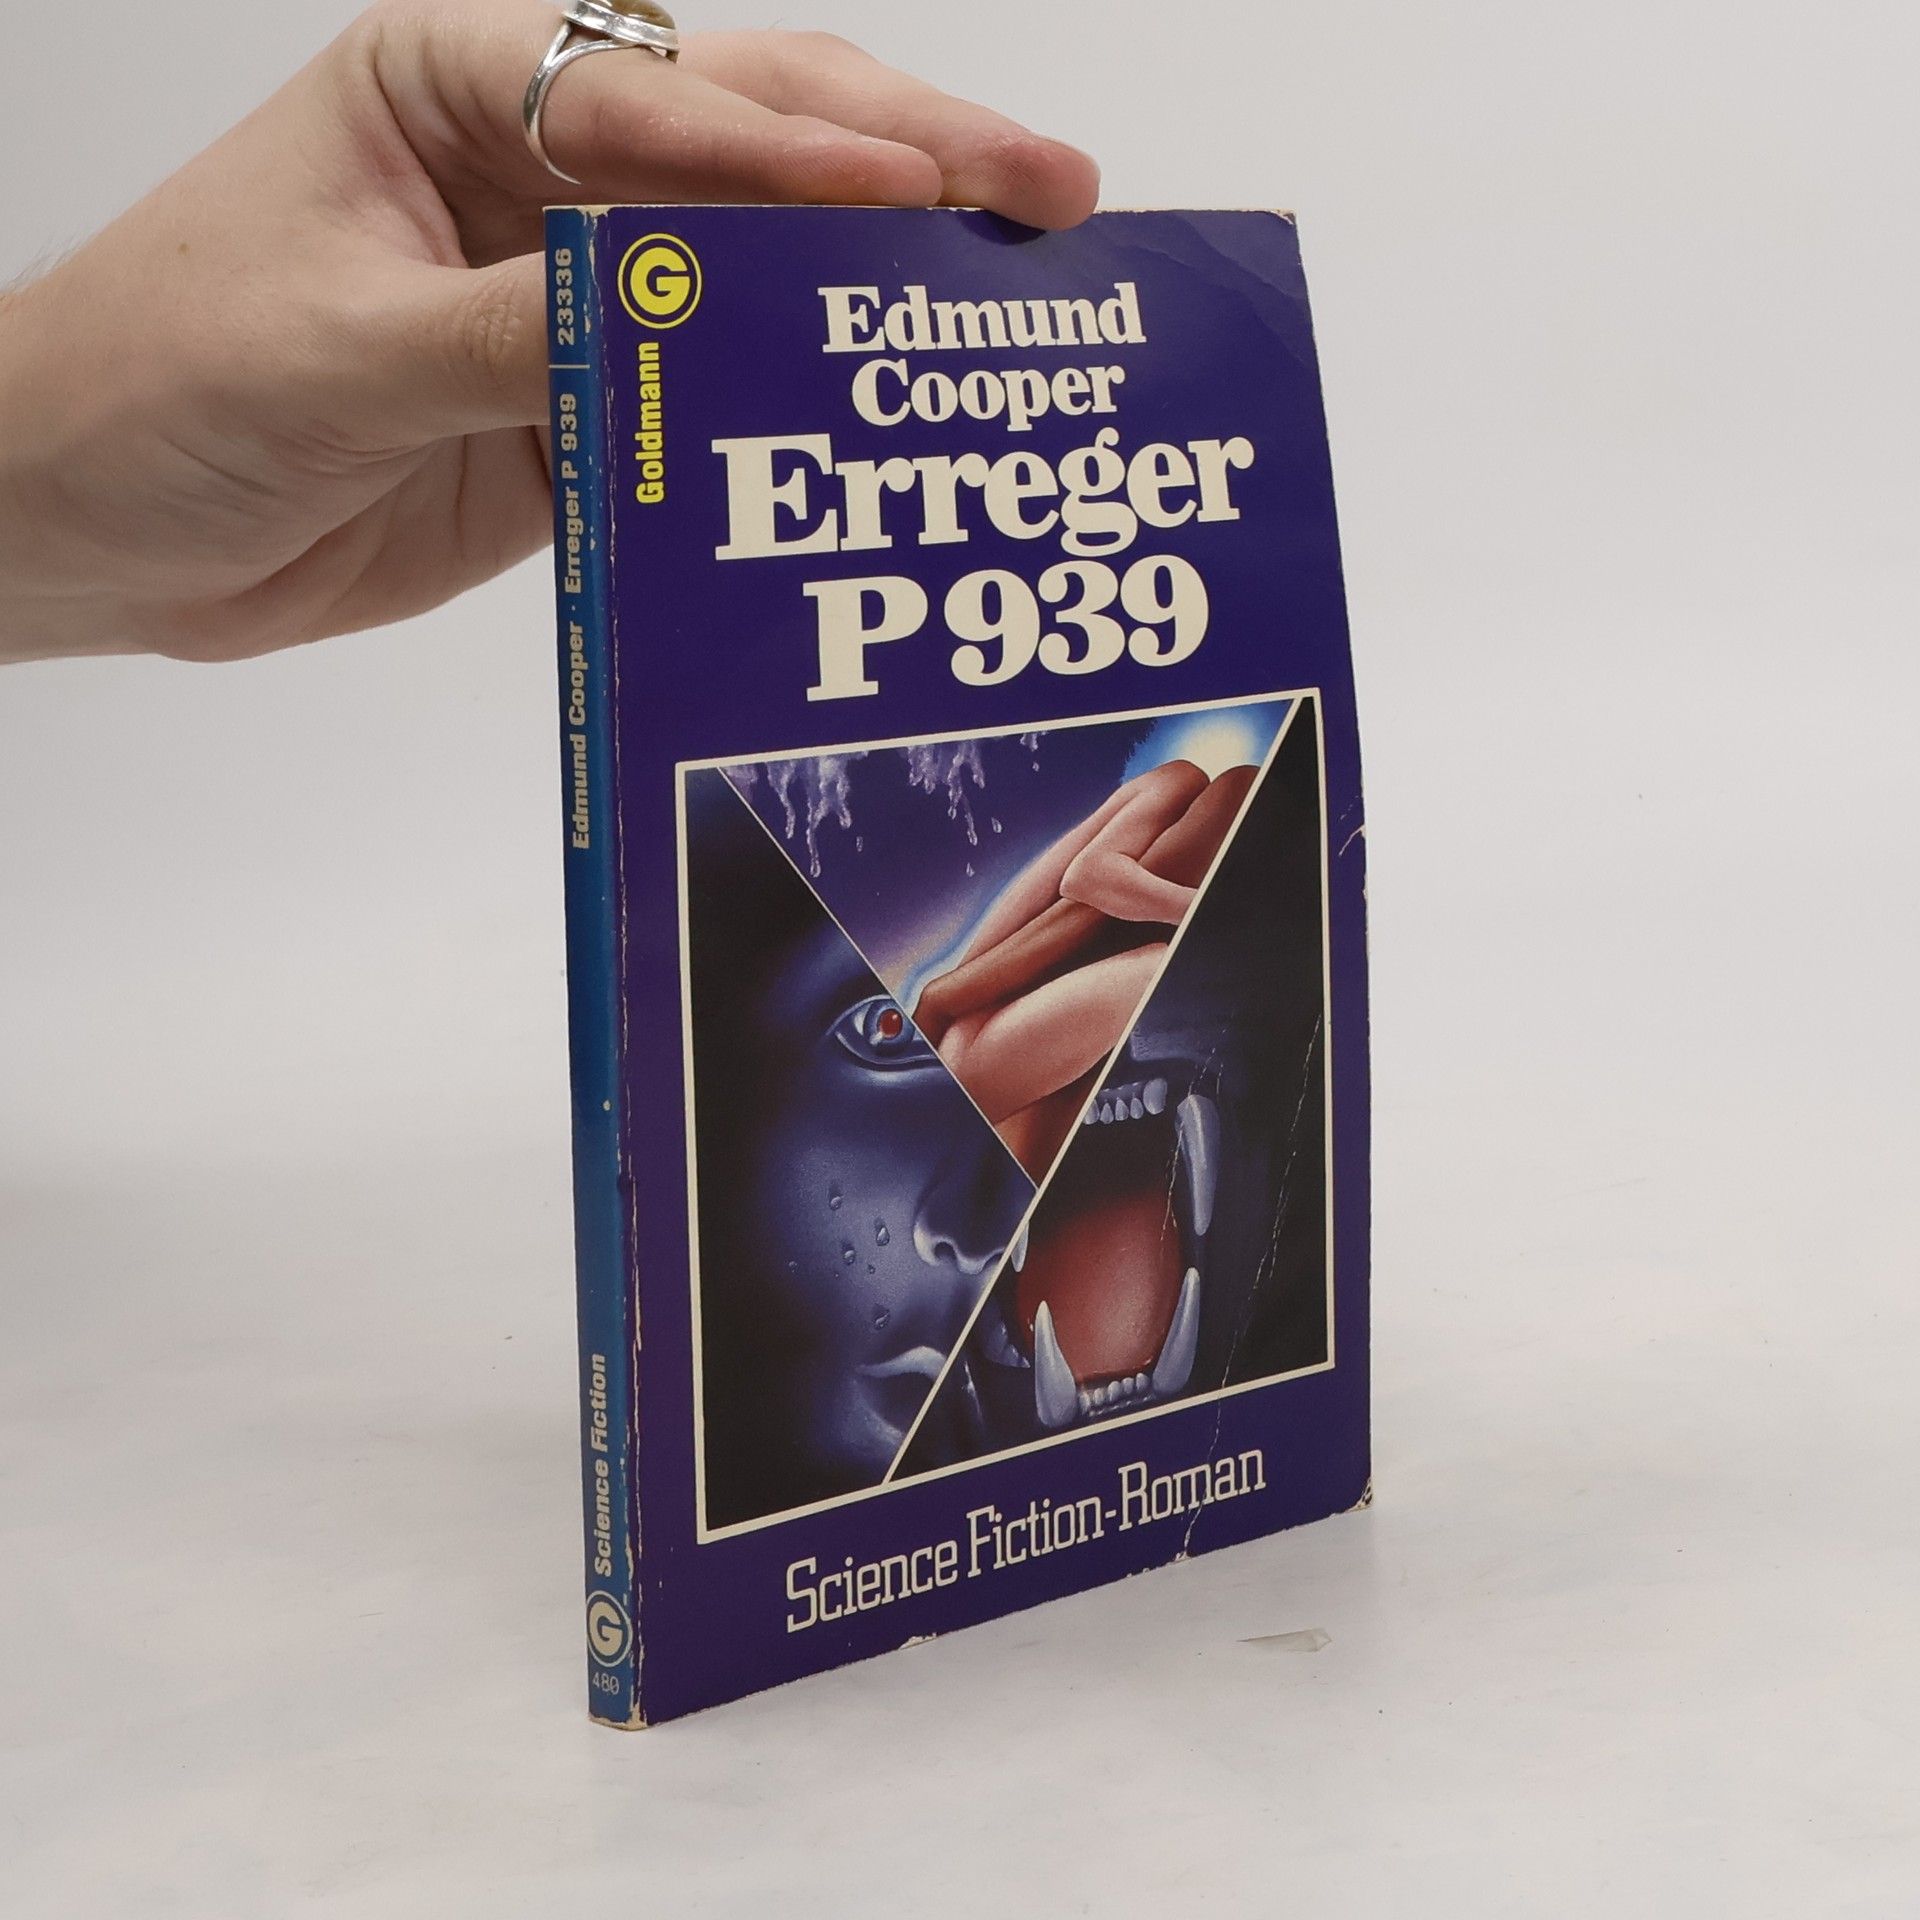 G
Goldmann
Edmund
Cooper
Erreger
P 939
Science Fiction-Roman
23336
Edmund Cooper · Erreger P 939
Science Fiction
G
480